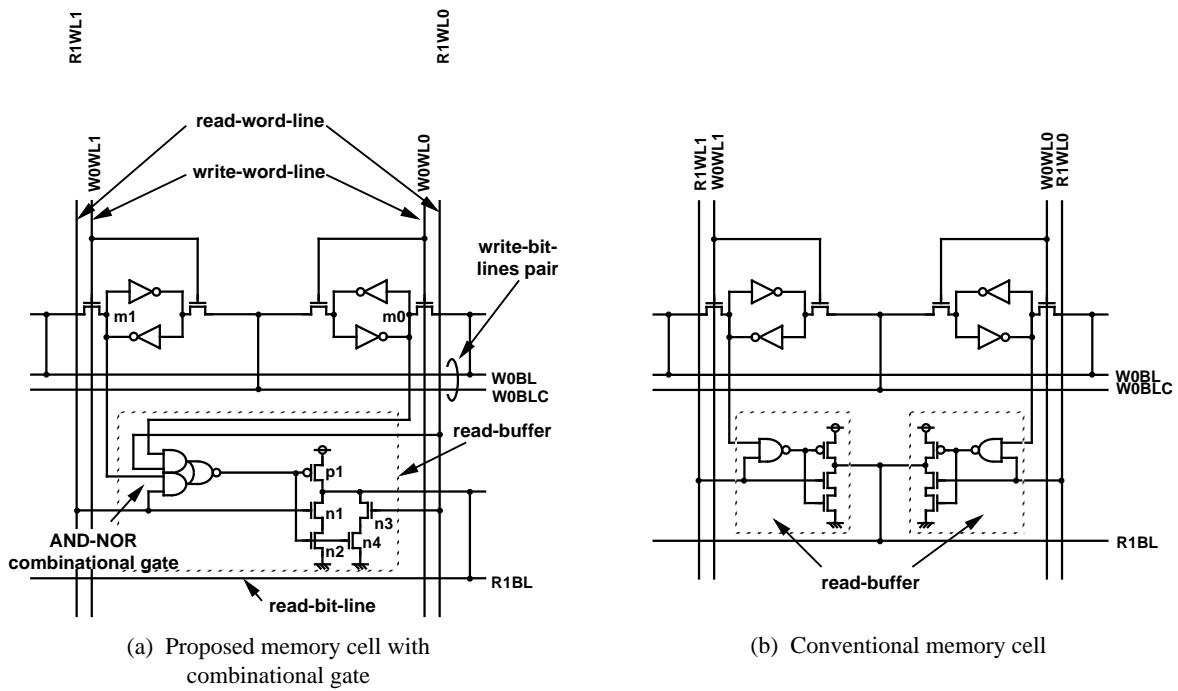 R1WL1
R1WL0
read-word-line
write-word-line
W0WL1
W0WL0
write-bit-
lines pair
m1
m0
W0BL
W0BLC
read-buffer
p1
n1
n3
n2
n4
AND-NOR
combinational gate
R1BL
read-bit-line
(a) Proposed memory cell with
combinational gate
R1WL1
W0WL1
W0WL0
R1WL0
W0BL
W0BLC
R1BL
read-buffer
(b) Conventional memory cell